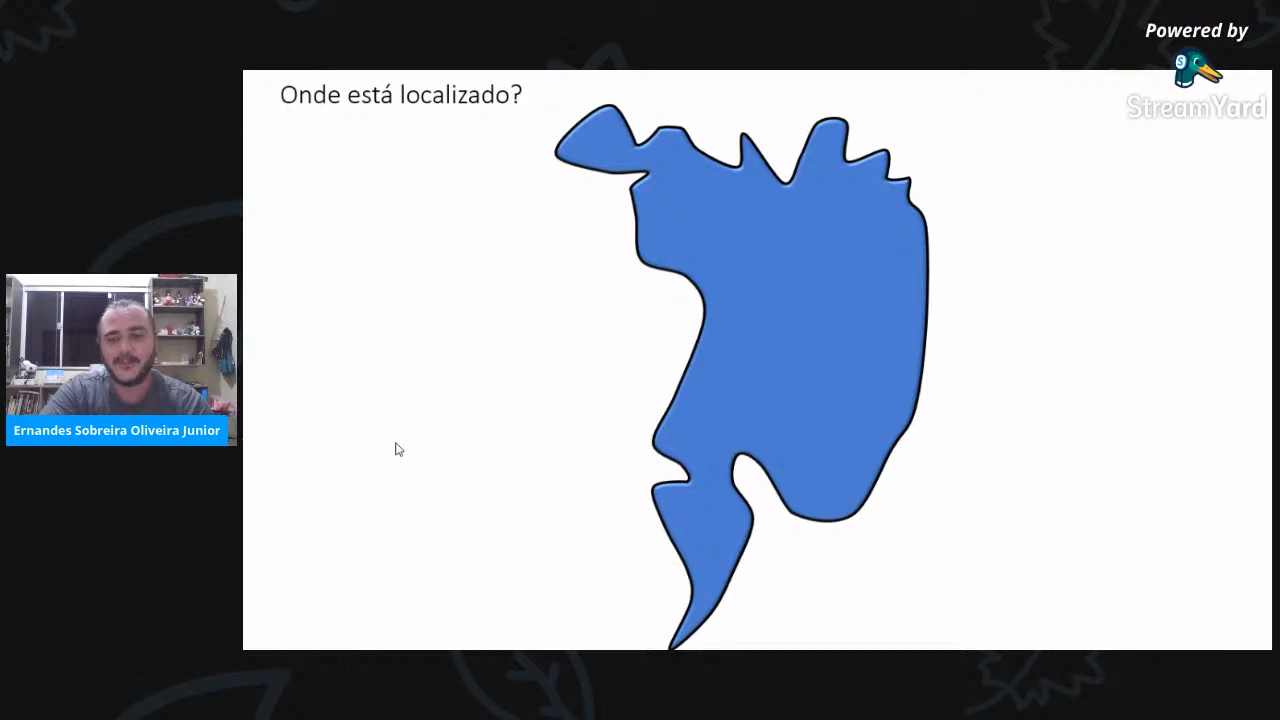 Powered by
StreamYard
Onde está localizado?
Ernandes Sobreira Oliveira Junior